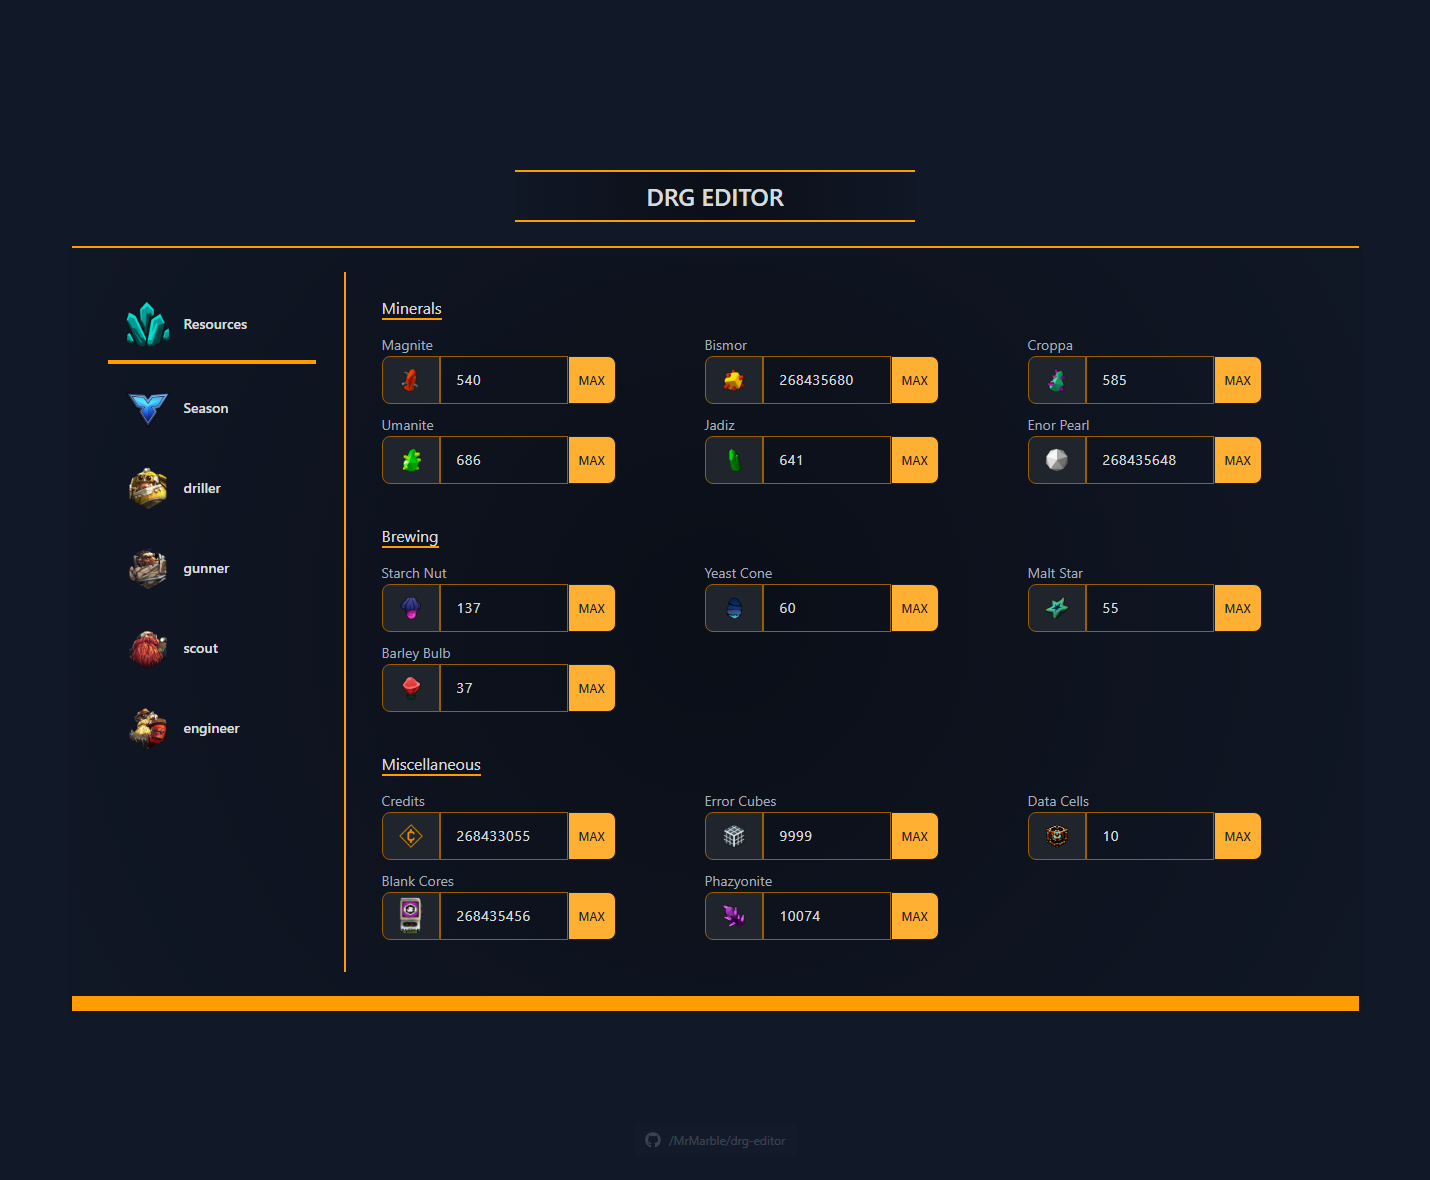 DRG EDITOR
Resources
Season
driller
gunner
scout
engineer
Minerals
Magnite Bismor Croppa
540 MAX 268435680 MAX 585 MAX
Umanite Jadiz Enor Pearl
686 MAX 641 MAX 268435648 MAX
Brewing
Starch Nut Yeast Cone Malt Star
137 MAX 60 MAX 55 MAX
Barley Bulb
37 MAX
Miscellaneous
Credits Error Cubes Data Cells
268433055 MAX 9999 MAX 10 MAX
Blank Cores Phazyonite
268435456 MAX 10074 MAX
/MrMarble/drg-editor